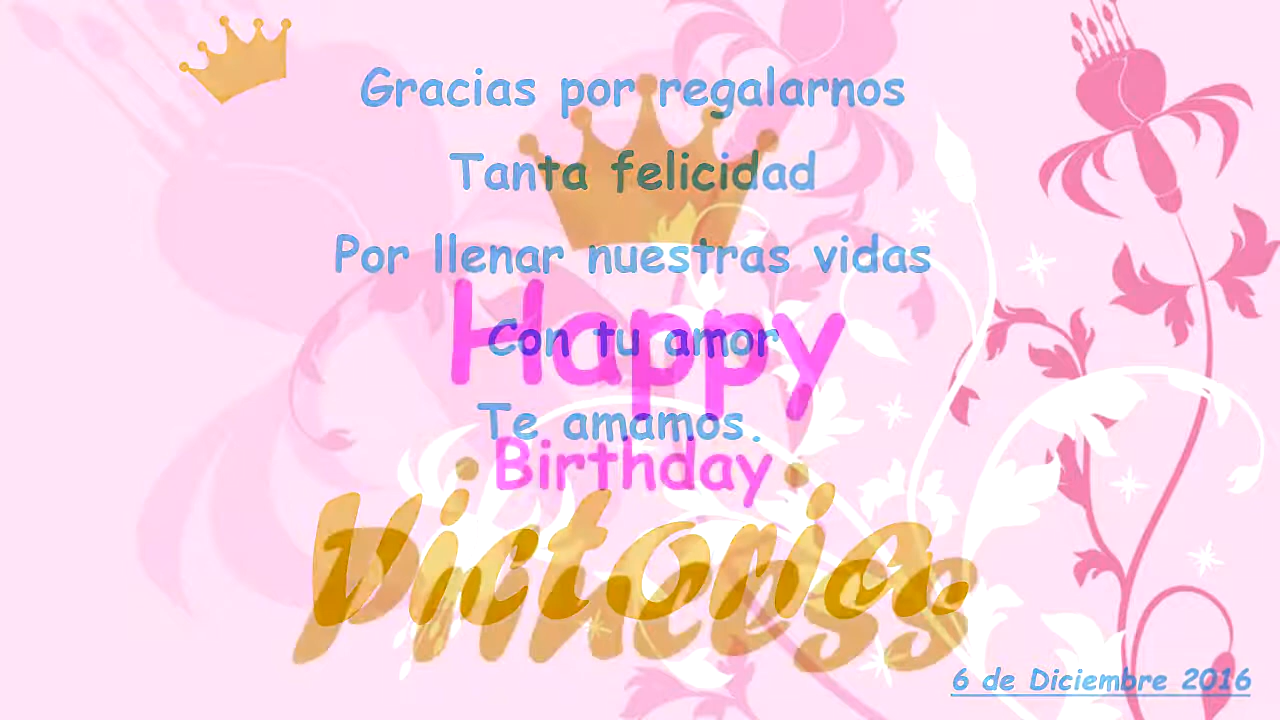 Gracias por regalarnos
Tanta felicidad
Por llenar nuestras vidas
Happy
Con tu amor
Te amamos.
Birthday
Victoria
Princess
6 de Diciembre 2016